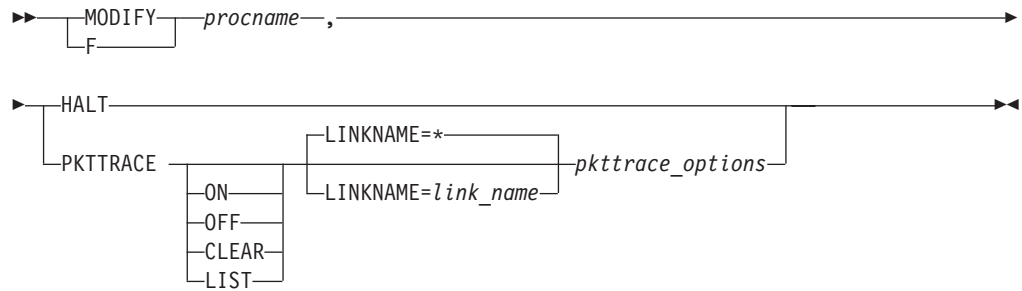 MODIFY procname ,
F
HALT
LINKNAME=*
PKTTRACE pkttrace_options
ON LINKNAME=link_name
OFF
CLEAR
LIST